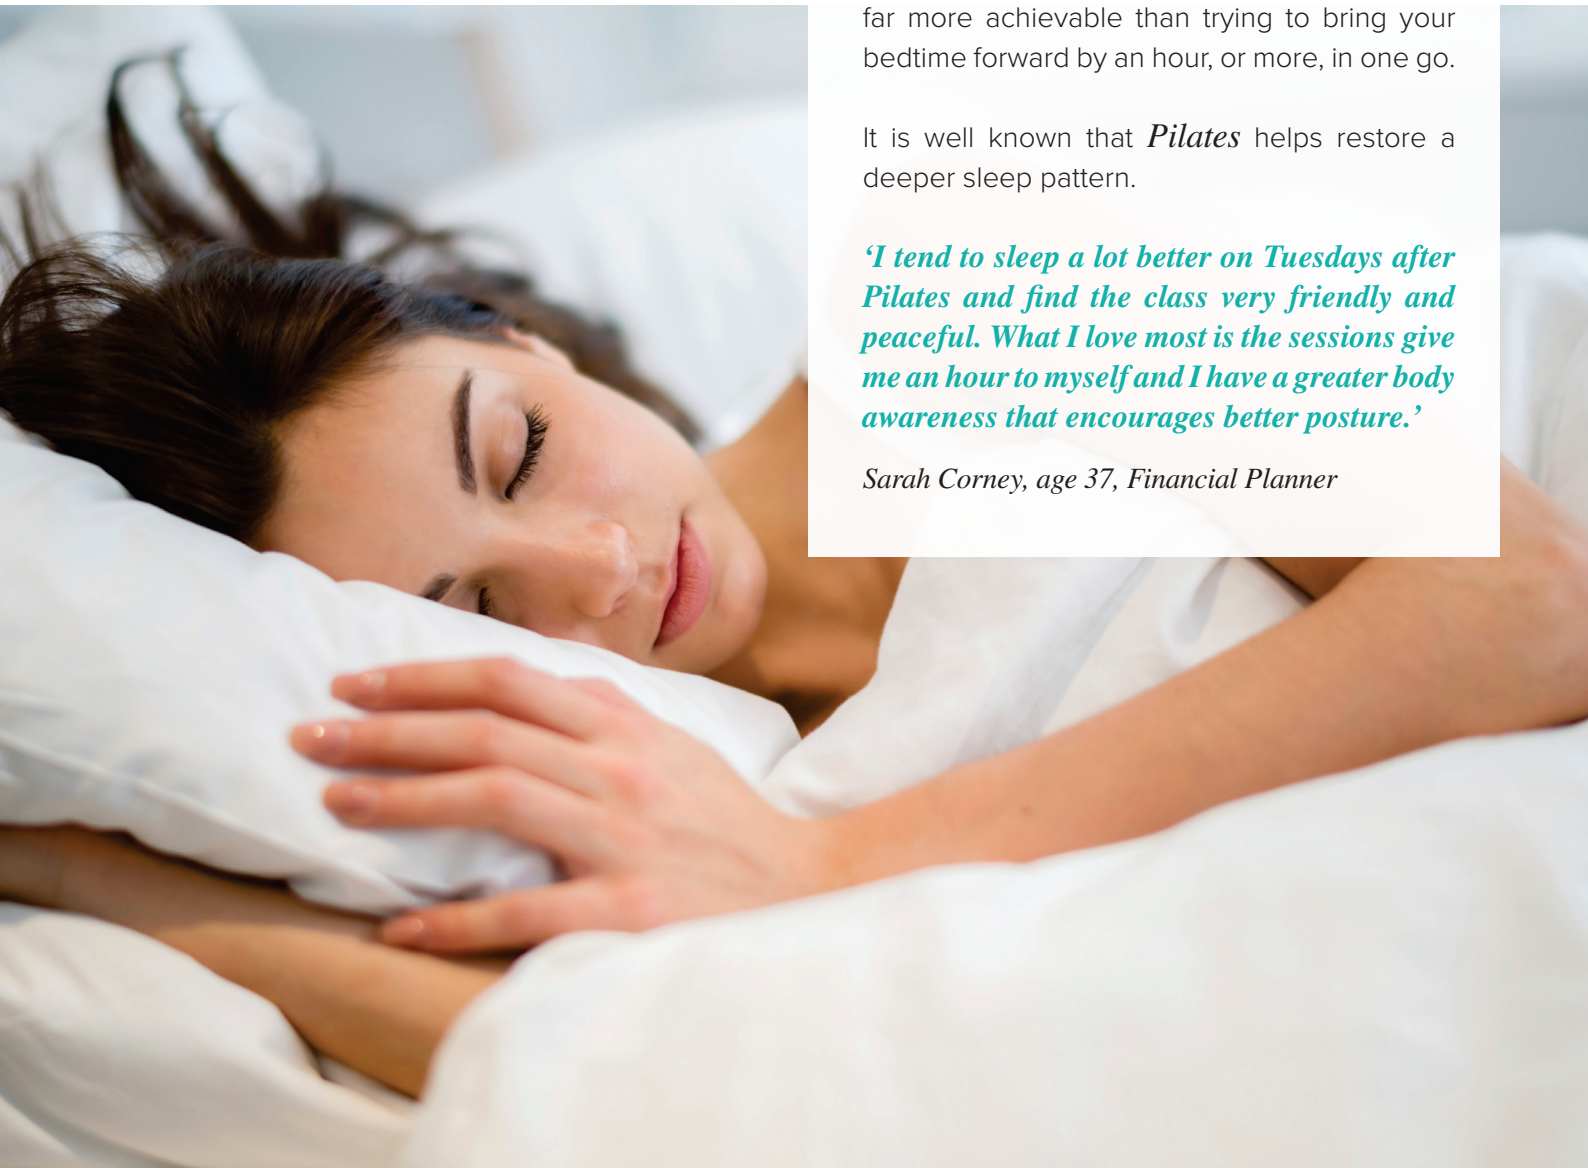 far more achievable than trying to bring your
bedtime forward by an hour, or more, in one go.
It is well known that Pilates helps restore a
deeper sleep pattern.
‘I tend to sleep a lot better on Tuesdays after
Pilates and find the class very friendly and
peaceful. What I love most is the sessions give
me an hour to myself and I have a greater body
awareness that encourages better posture.’
Sarah Corney, age 37, Financial Planner